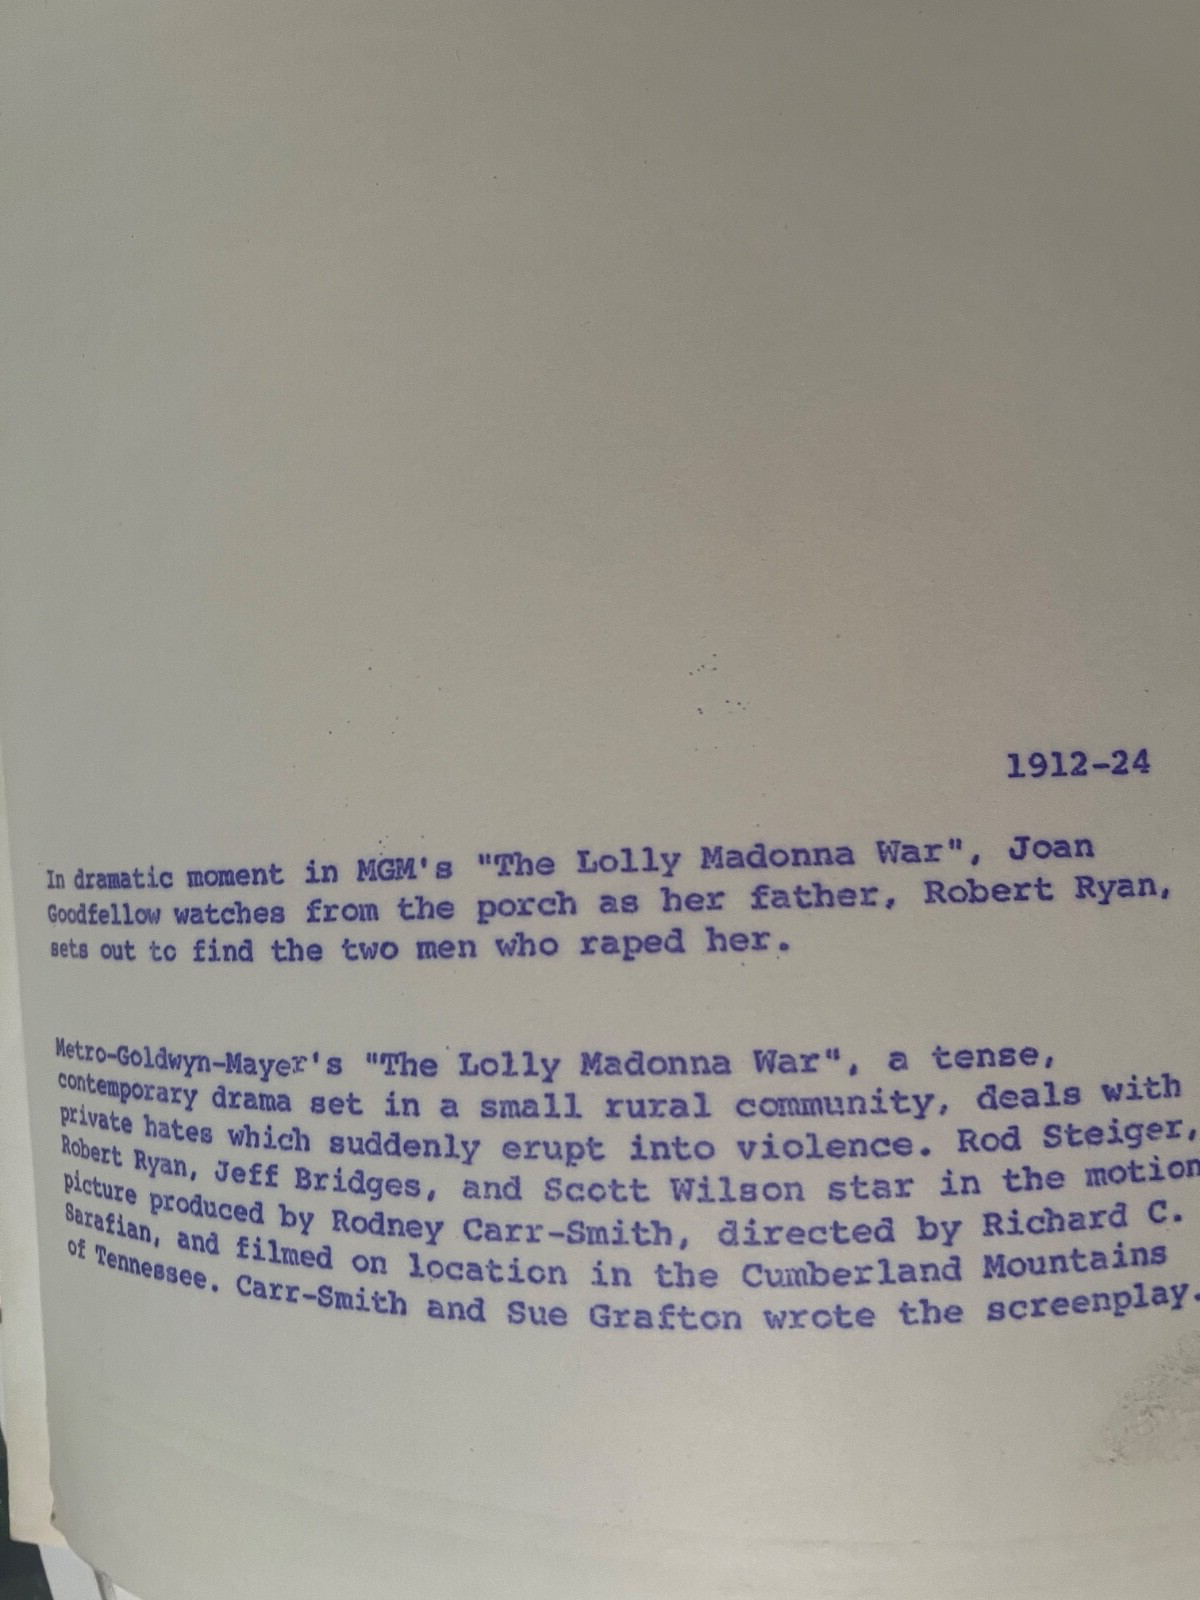 1912-24
In dramatic moment in MGM's "The Lolly Madonna War", Joan
Goodfellow watches from the porch as her father, Robert Ryan,
sets out to find the two men who raped her.
Metro-Goldwyn-Mayer's "The Lolly Madonna War", a tense,
contemporary drama set in a small rural community, deals with
private hates which suddenly erupt into violence. Rod Steiger,
Robert Ryan, Jeff Bridges, and Scott Wilson star in the motion
picture produced by Rodney Carr-Smith, directed by Richard C.
Sarafian, and filmed on location in the Cumberland Mountains
of Tennessee. Carr-Smith and Sue Grafton wrote the screenplay.